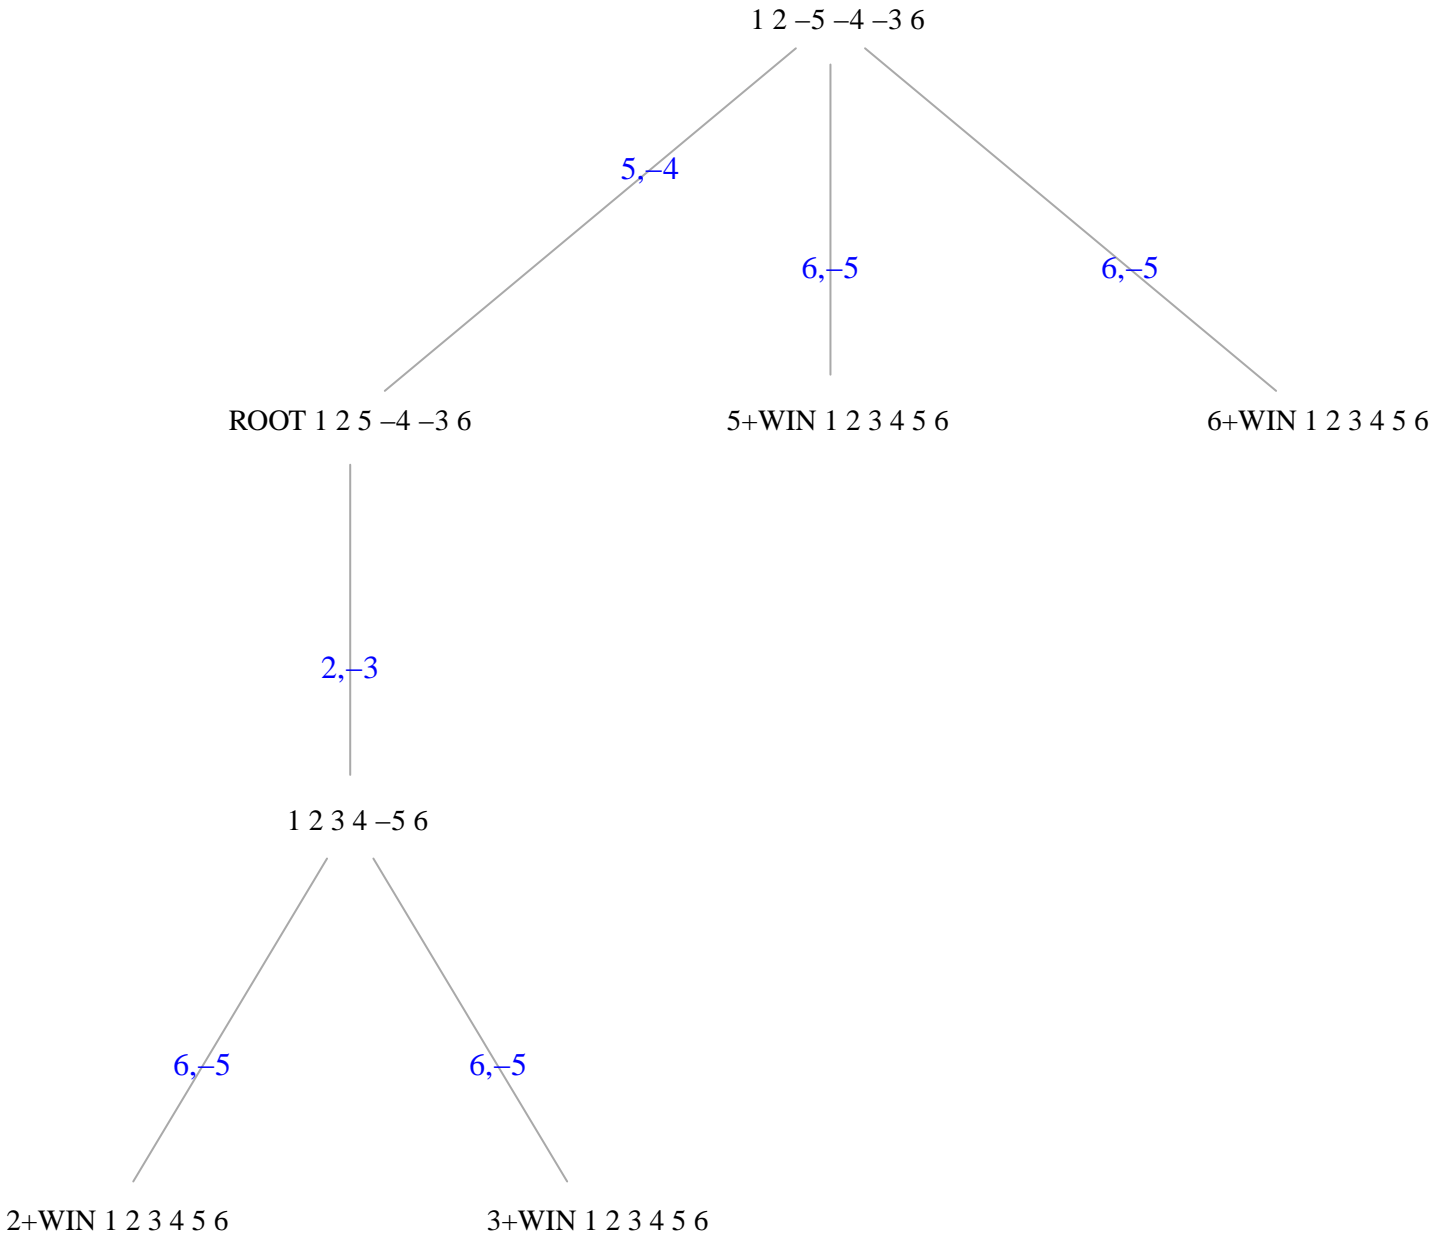 1 2 –5 –4 –3 6
5,–4
6,–5
6,–5
ROOT 1 2 5 –4 –3 6
5+WIN 1 2 3 4 5 6
6+WIN 1 2 3 4 5 6
2,–3
1 2 3 4 –5 6
6,–5
6,–5
2+WIN 1 2 3 4 5 6
3+WIN 1 2 3 4 5 6